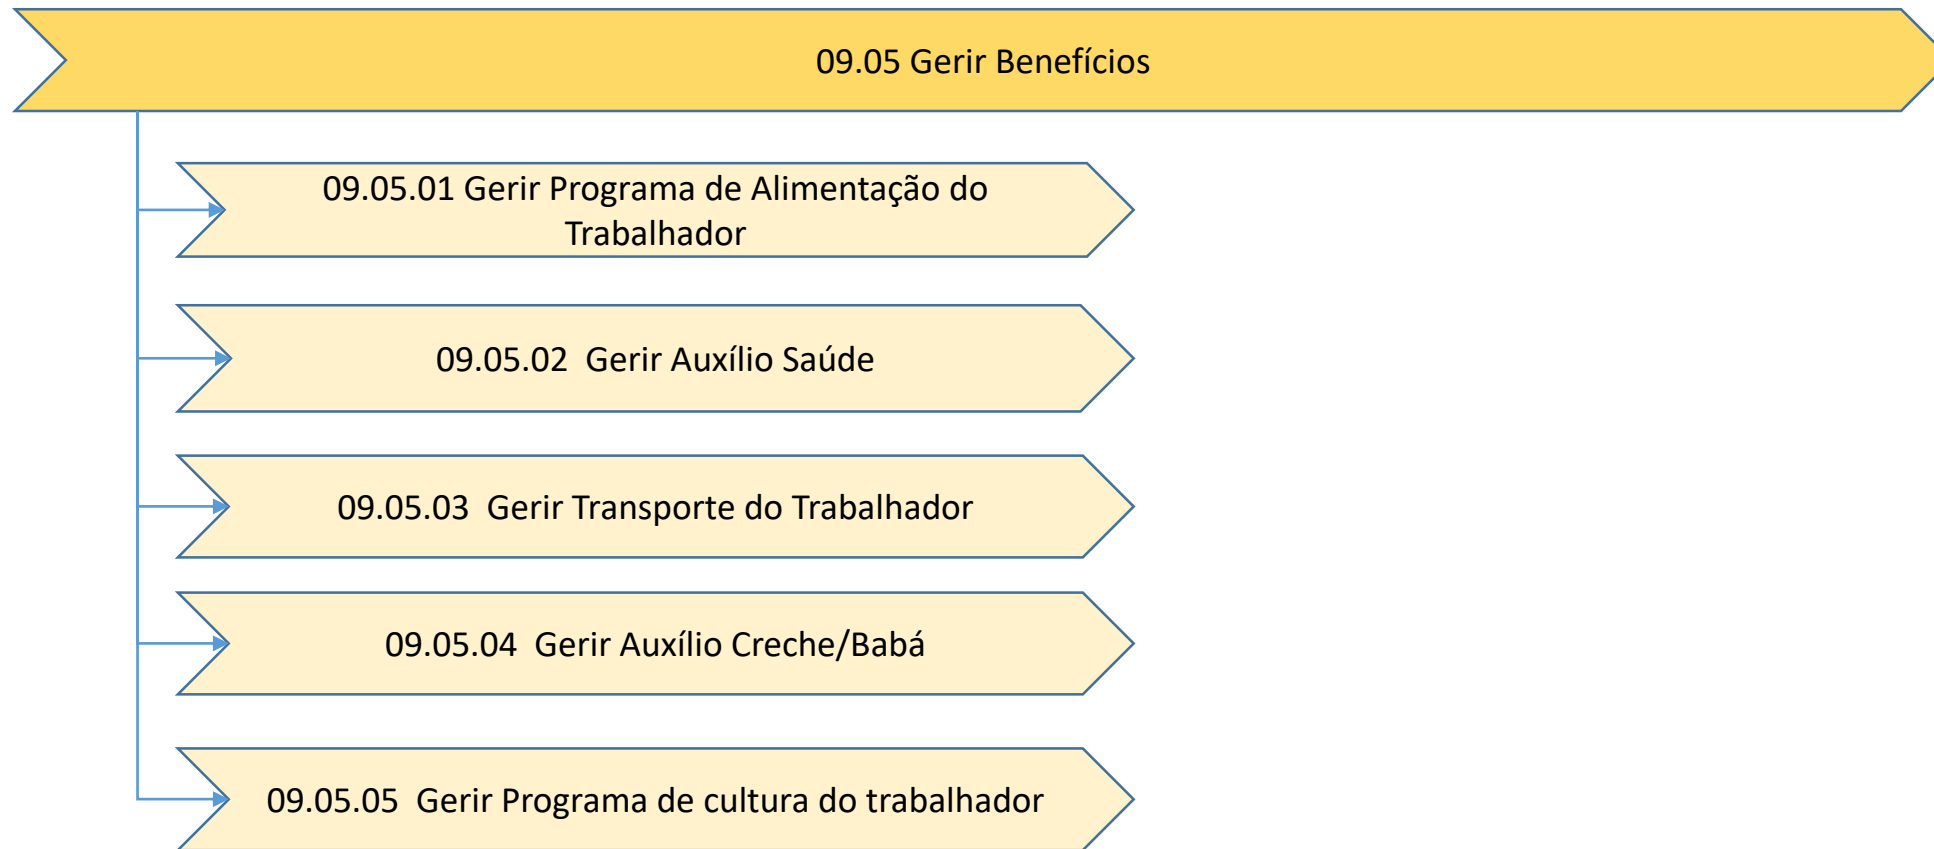 09.05 Gerir Benefícios
09.05.01 Gerir Programa de Alimentação do
Trabalhador
09.05.02  Gerir Auxílio Saúde
09.05.03  Gerir Transporte do Trabalhador
09.05.04  Gerir Auxílio Creche/Babá
09.05.05  Gerir Programa de cultura do trabalhador